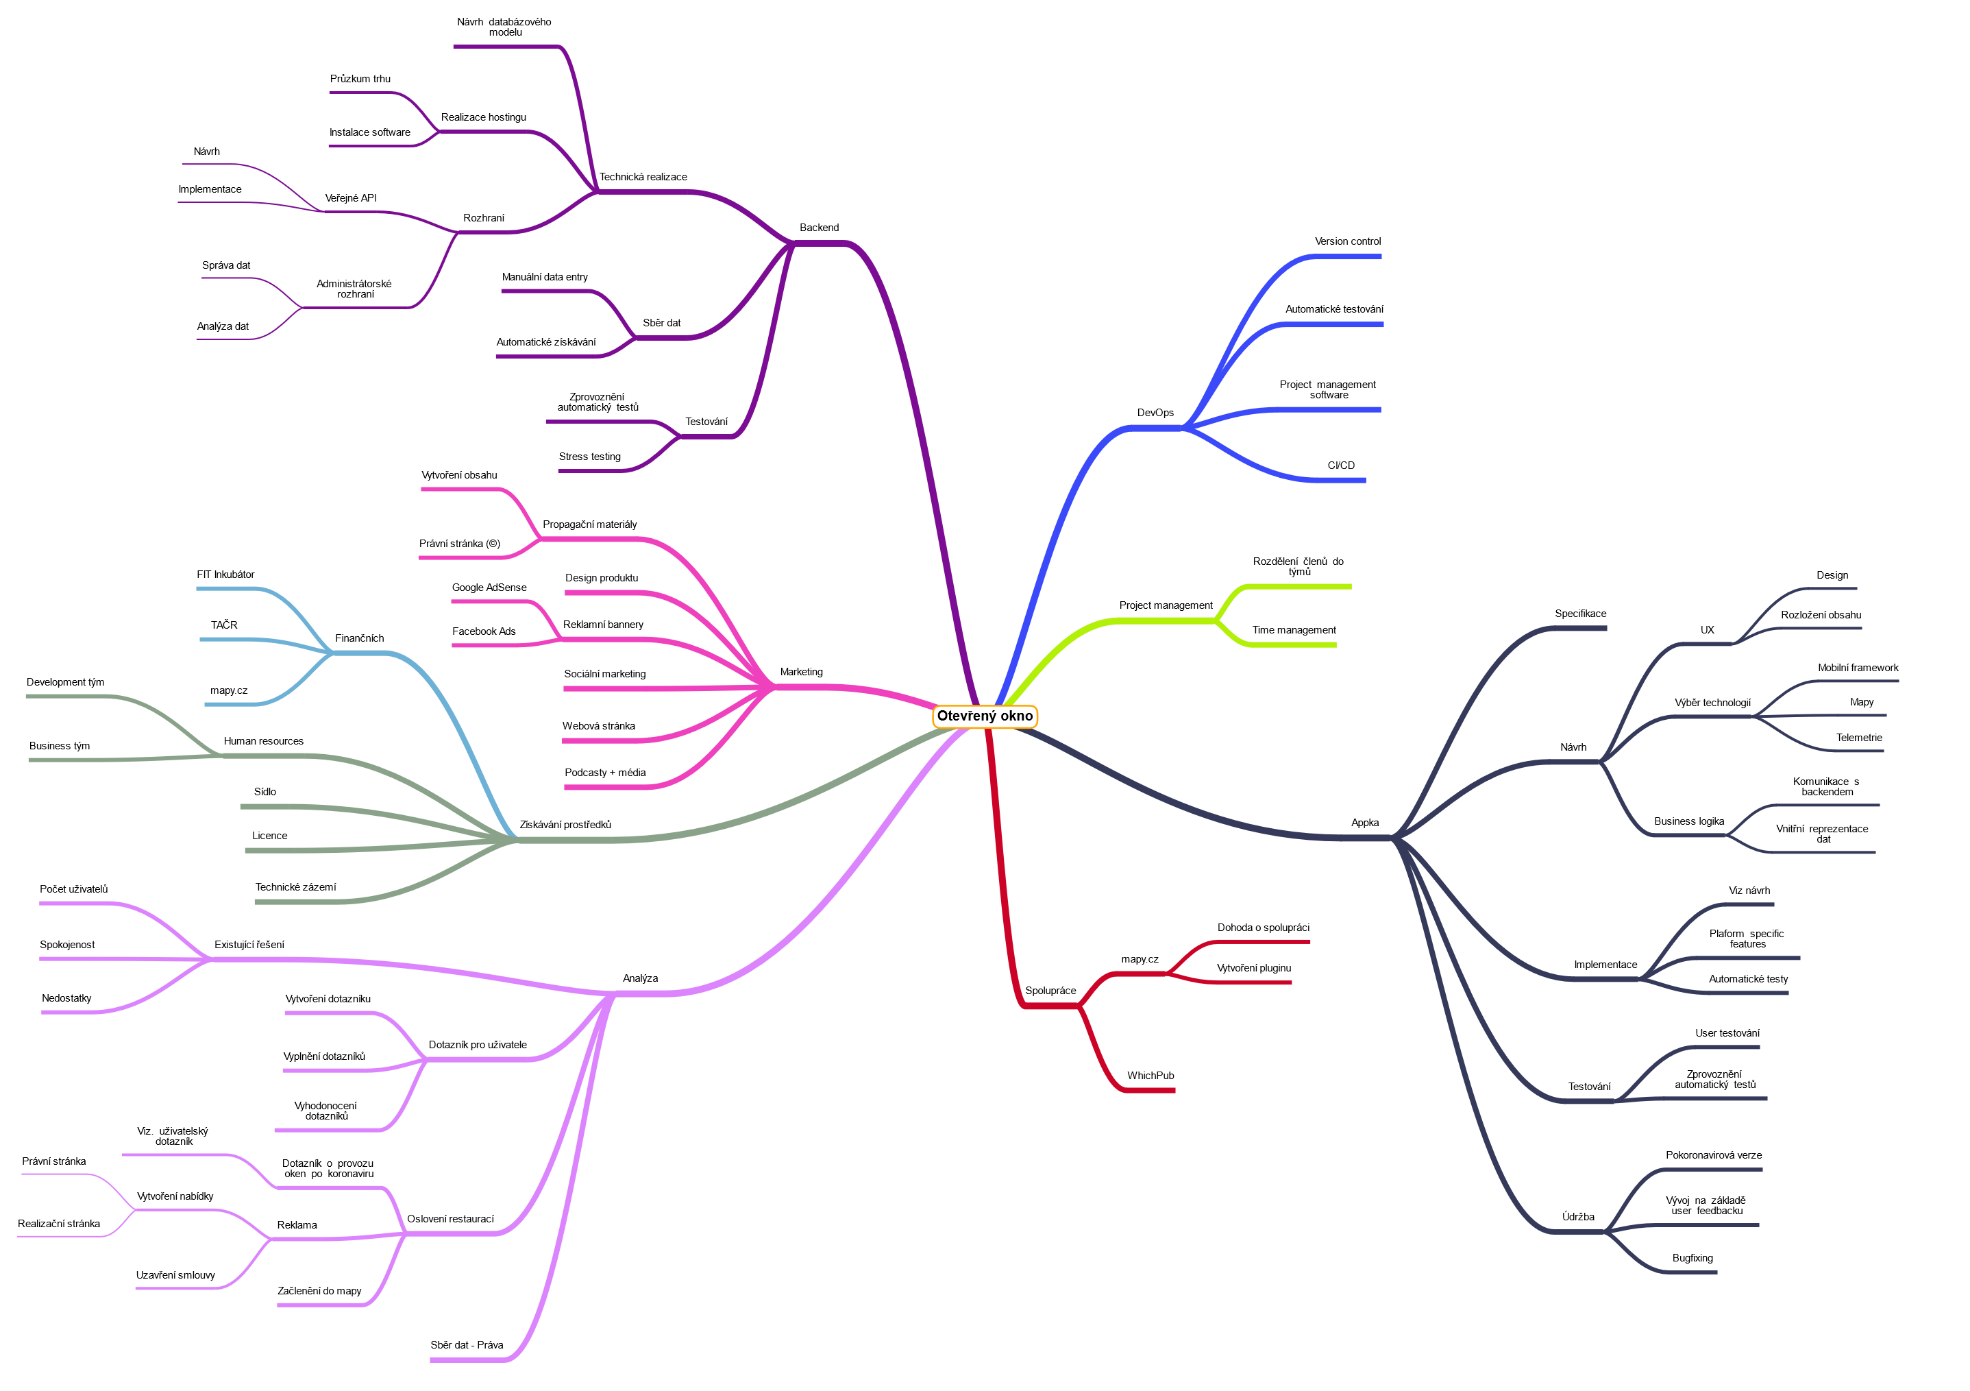 Otevřený okno
Backend
Technická realizace
Návrh databázového
modelu
Realizace hostingu
Průzkum trhu
Instalace software
Rozhraní
Veřejné API
Návrh
Implementace
Administrátorské
rozhraní
Správa dat
Analýza dat
Sběr dat
Manuální data entry
Automatické získávání
Testování
Zprovoznění
automatický testů
Stress testing
Marketing
Propagační materiály
Vytvoření obsahu
Právní stránka (©)
Design produktu
Reklamní bannery
Google AdSense
Facebook Ads
Sociální marketing
Webová stránka
Podcasty + média
Získávání prostředků
Finančních
FIT Inkubátor
TAČR
mapy.cz
Human resources
Development tým
Business tým
Sídlo
Licence
Technické zázemí
Analýza
Existující řešení
Počet uživatelů
Spokojenost
Nedostatky
Dotazník pro uživatele
Vytvoření dotazníku
Vyplnění dotazníků
Vyhodonocení
dotazníků
Oslovení restaurací
Dotazník o provozu
oken po koronaviru
Viz. uživatelský
dotazník
Reklama
Vytvoření nabídky
Právní stránka
Realizační stránka
Uzavření smlouvy
Začlenění do mapy
Sběr dat - Práva
DevOps
Version control
Automatické testování
Project management
software
CI/CD
Project management
Rozdělení členů do
týmů
Time management
Appka
Specifikace
Návrh
UX
Design
Rozložení obsahu
Výběr technologií
Mobilní framework
Mapy
Telemetrie
Business logika
Komunikace s
backendem
Vnitřní reprezentace
dat
Implementace
Viz návrh
Plaform specific
features
Automatické testy
Testování
User testování
Zprovoznění
automatický testů
Údržba
Pokoronavirová verze
Vývoj na základě
user feedbacku
Bugfixing
Spolupráce
mapy.cz
Dohoda o spolupráci
Vytvoření pluginu
WhichPub